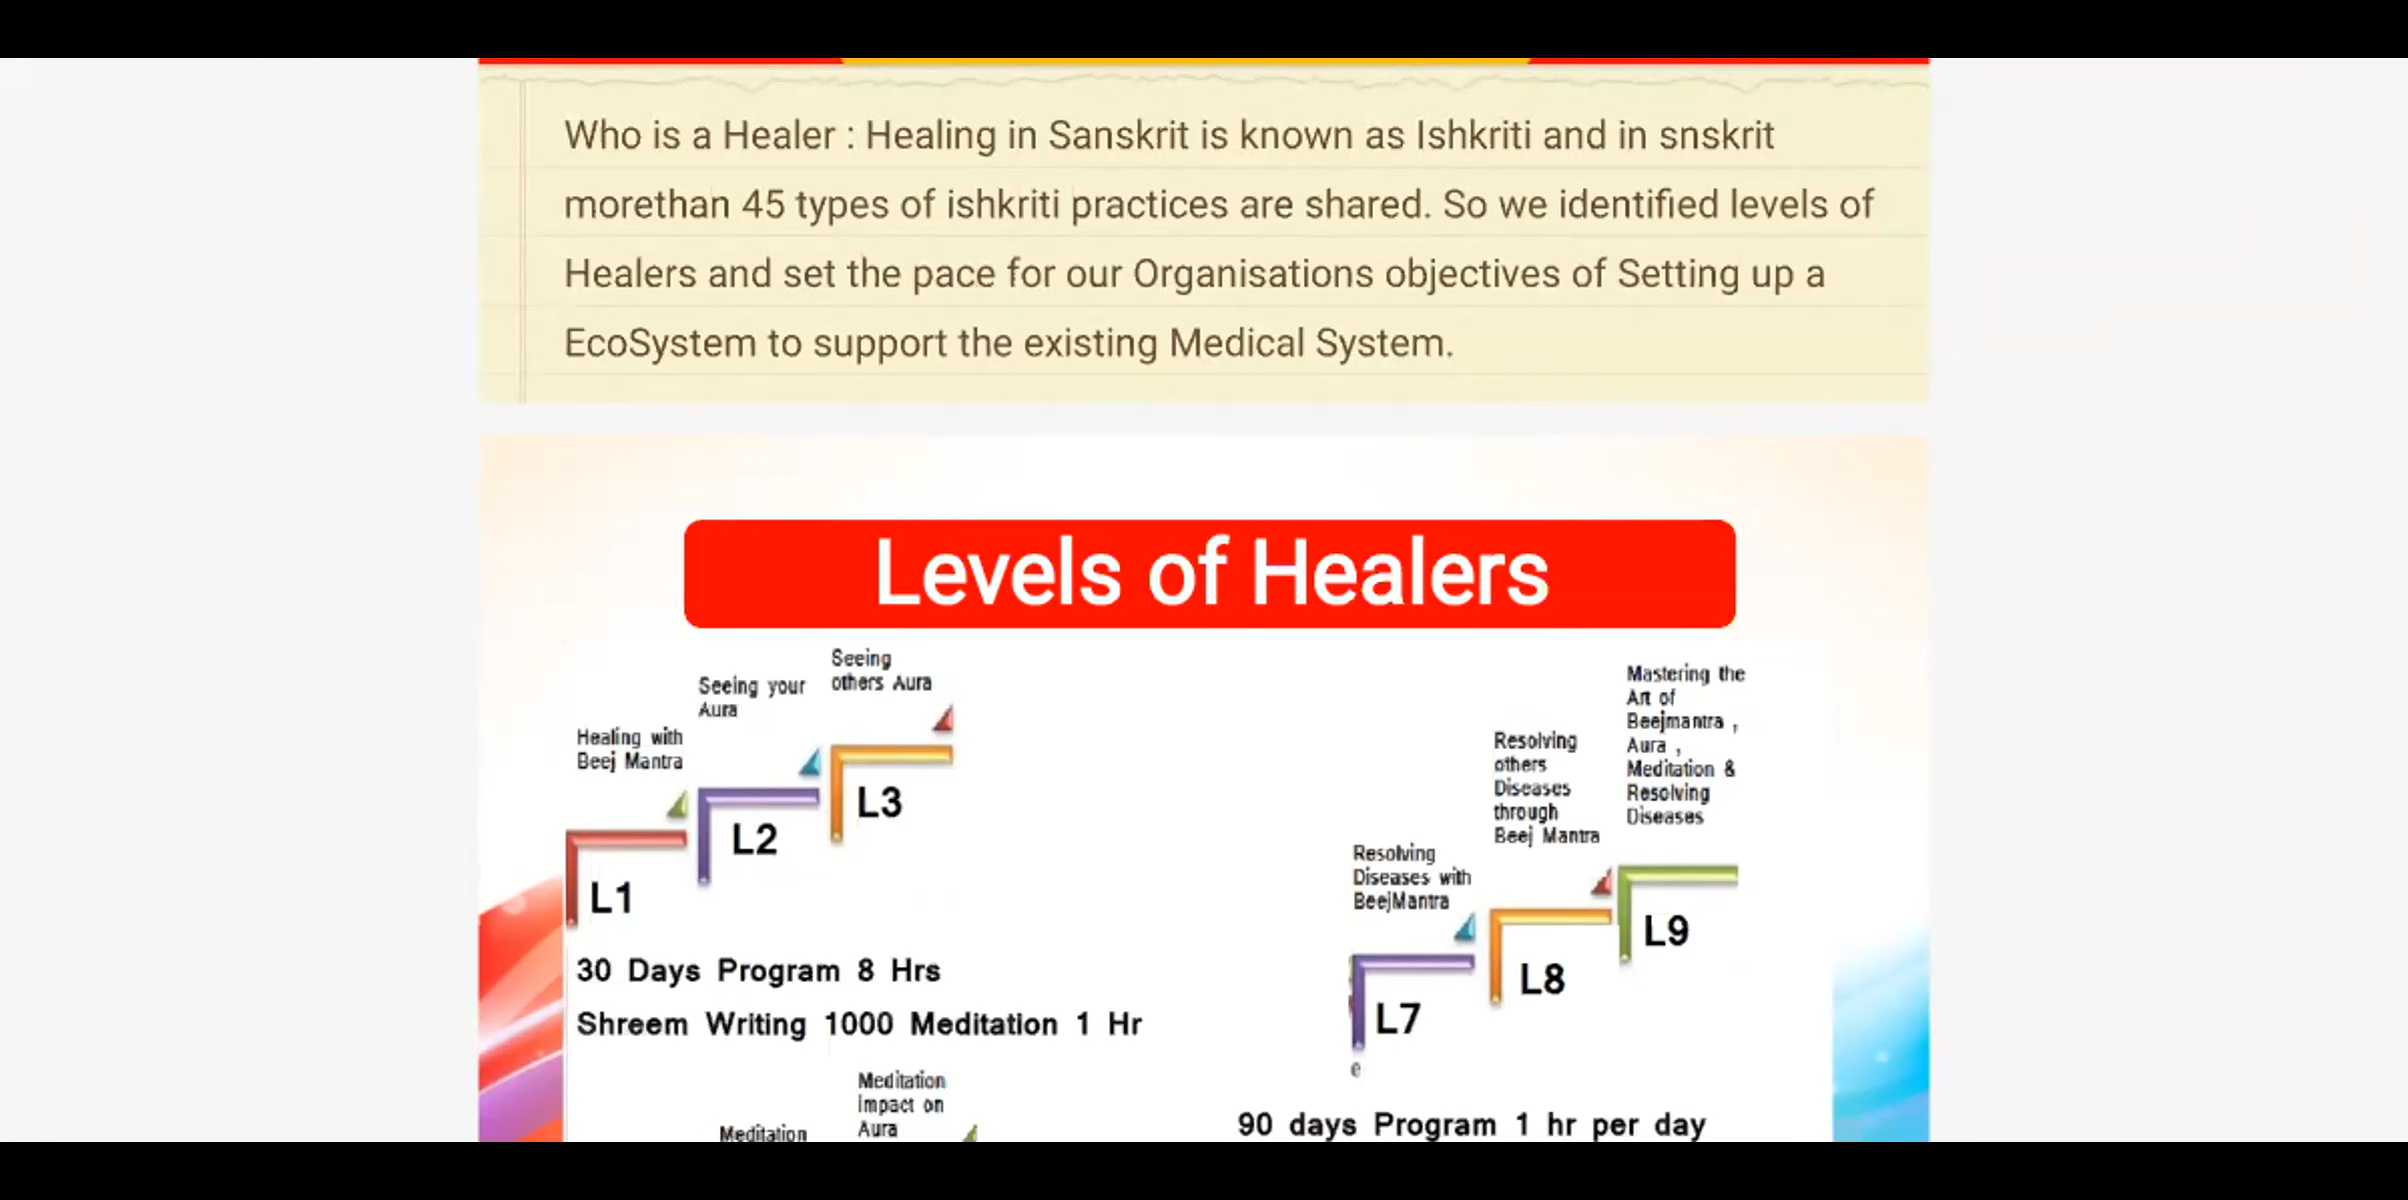 Who is a Healer : Healing in Sanskrit is known as Ishkriti and in snskrit
morethan 45 types of ishkriti practices are shared. So we identified levels of
Healers and set the pace for our Organisations objectives of Setting up a
EcoSystem to support the existing Medical System.
Levels of Healers
Healing with
Beej Mantra
L1
Seeing your
Aura
L2
Seeing
others Aura
L3
30 Days Program 8 Hrs
Shreem Writing 1000 Meditation 1 Hr
Meditation
Meditation
impact on
Aura
Resolving
Diseases with
BeejMantra
L7
e
Resolving
others
Diseases
through
Beej Mantra
L8
Mastering the
Art of
Beejmantra ,
Aura ,
Meditation &
Resolving
Diseases
L9
90 days Program 1 hr per day